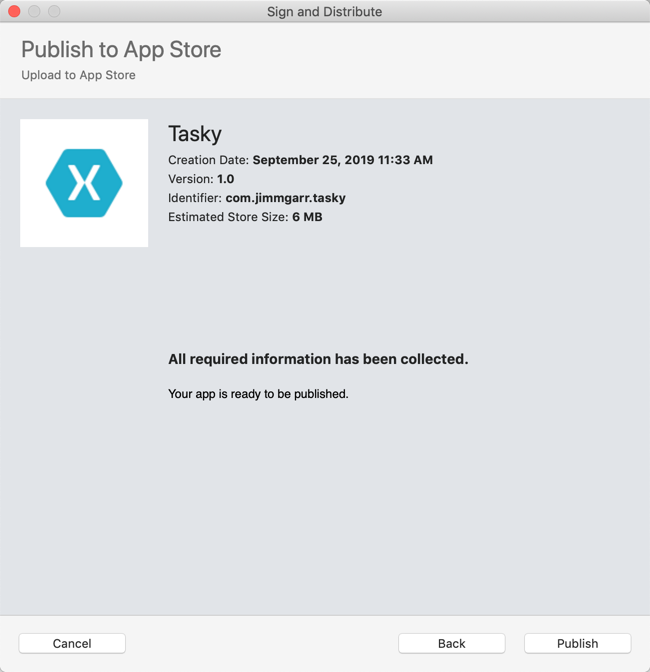 Sign and Distribute
Publish to App Store
Upload to App Store
Tasky
Creation Date: September 25, 2019 11:33 AM
Version: 1.0
Identifier: com.jimmgarr.tasky
Estimated Store Size: 6 MB
All required information has been collected.
Your app is ready to be published.
Cancel
Back
Publish